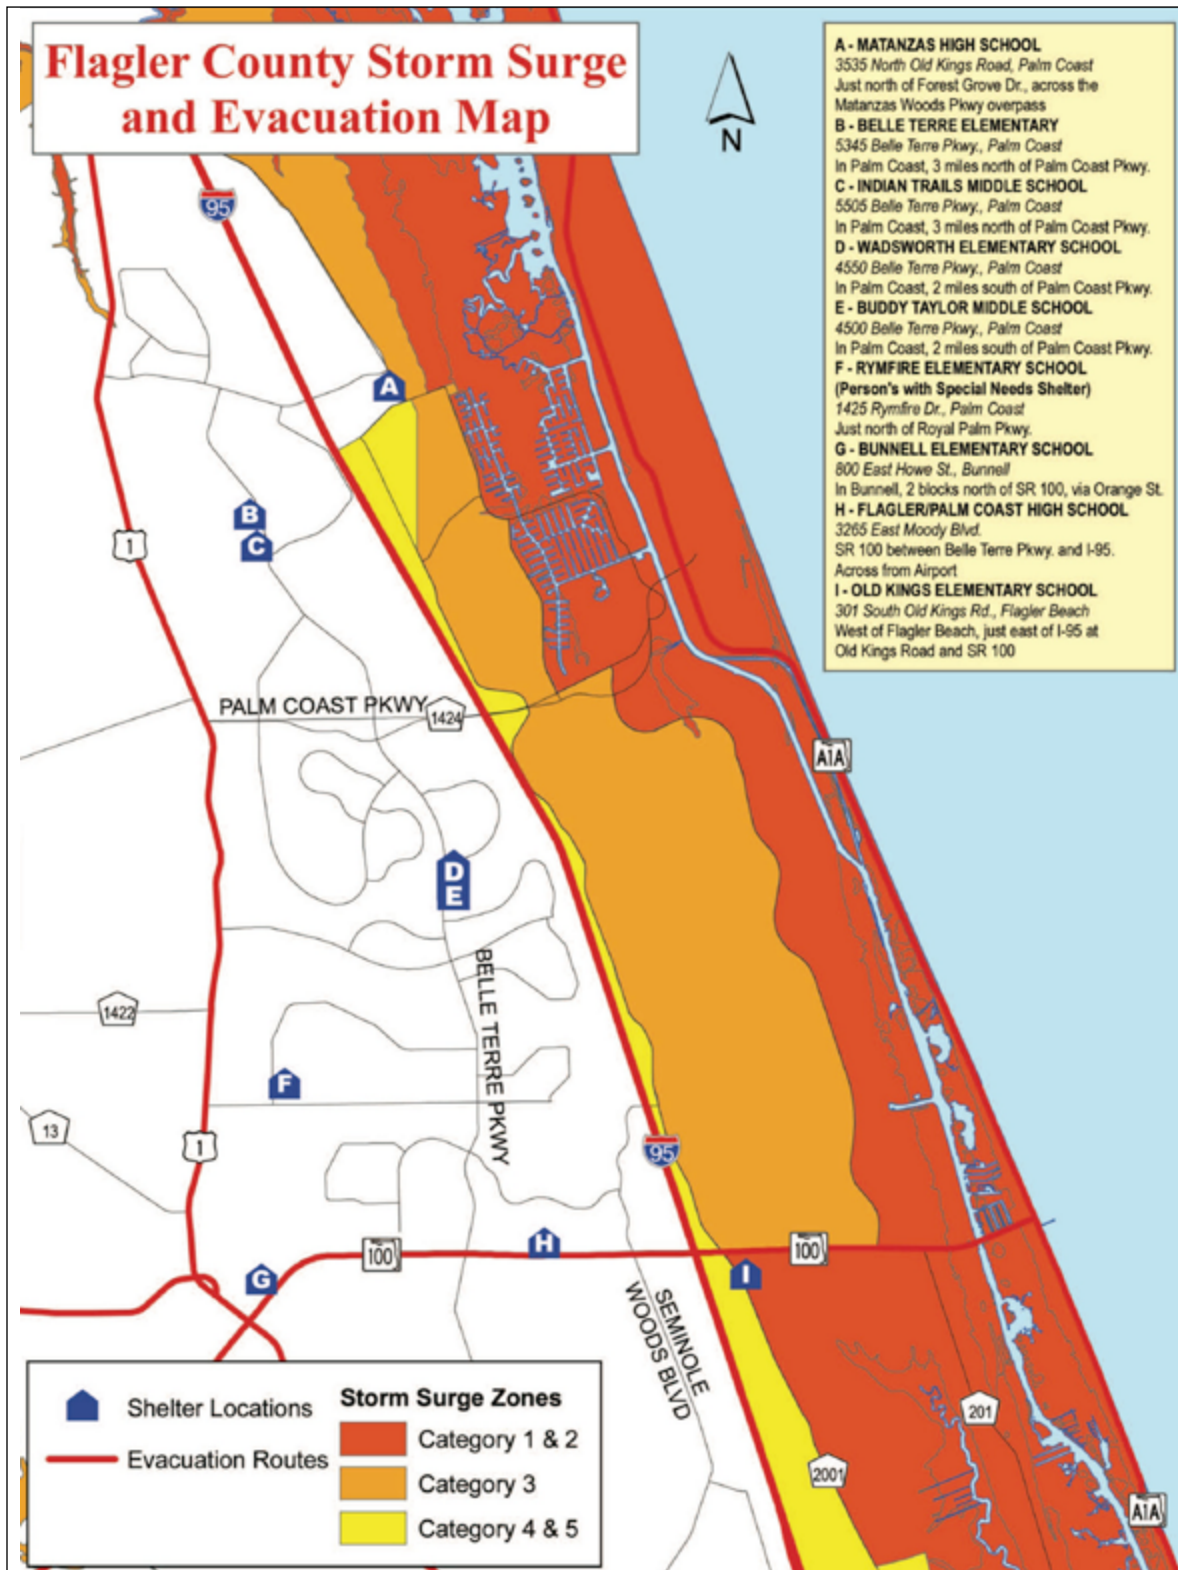 Flagler County Storm Surge
and Evacuation Map
N
A - MATANZAS HIGH SCHOOL
3535 North Old Kings Road, Palm Coast
Just north of Forest Grove Dr., across the
Matanzas Woods Pkwy overpass
B - BELLE TERRE ELEMENTARY
5345 Belle Terre Pkwy., Palm Coast
In Palm Coast, 3 miles north of Palm Coast Pkwy.
C - INDIAN TRAILS MIDDLE SCHOOL
5505 Belle Terre Pkwy., Palm Coast
In Palm Coast, 3 miles north of Palm Coast Pkwy.
D - WADSWORTH ELEMENTARY SCHOOL
4550 Belle Terre Pkwy., Palm Coast
In Palm Coast, 2 miles south of Palm Coast Pkwy.
E - BUDDY TAYLOR MIDDLE SCHOOL
4500 Belle Terre Pkwy., Palm Coast
In Palm Coast, 2 miles south of Palm Coast Pkwy.
F - RYMFIRE ELEMENTARY SCHOOL
(Person's with Special Needs Shelter)
1425 Rymfire Dr., Palm Coast
Just north of Royal Palm Pkwy.
G - BUNNELL ELEMENTARY SCHOOL
800 East Howe St., Bunnell
In Bunnell, 2 blocks north of SR 100, via Orange St.
H - FLAGLER/PALM COAST HIGH SCHOOL
3265 East Moody Blvd.
SR 100 between Belle Terre Pkwy. and I-95.
Across from Airport
I - OLD KINGS ELEMENTARY SCHOOL
301 South Old Kings Rd., Flagler Beach
West of Flagler Beach, just east of I-95 at
Old Kings Road and SR 100
95
A
B
C
1
PALM COAST PKWY
1424
A1A
D
E
BELLE TERRE PKWY
1422
F
13
1
95
H
100
100
G
I
SEMINOLE
WOODS BLVD
201
2001
A1A
Shelter Locations
Evacuation Routes
Storm Surge Zones
Category 1 & 2
Category 3
Category 4 & 5